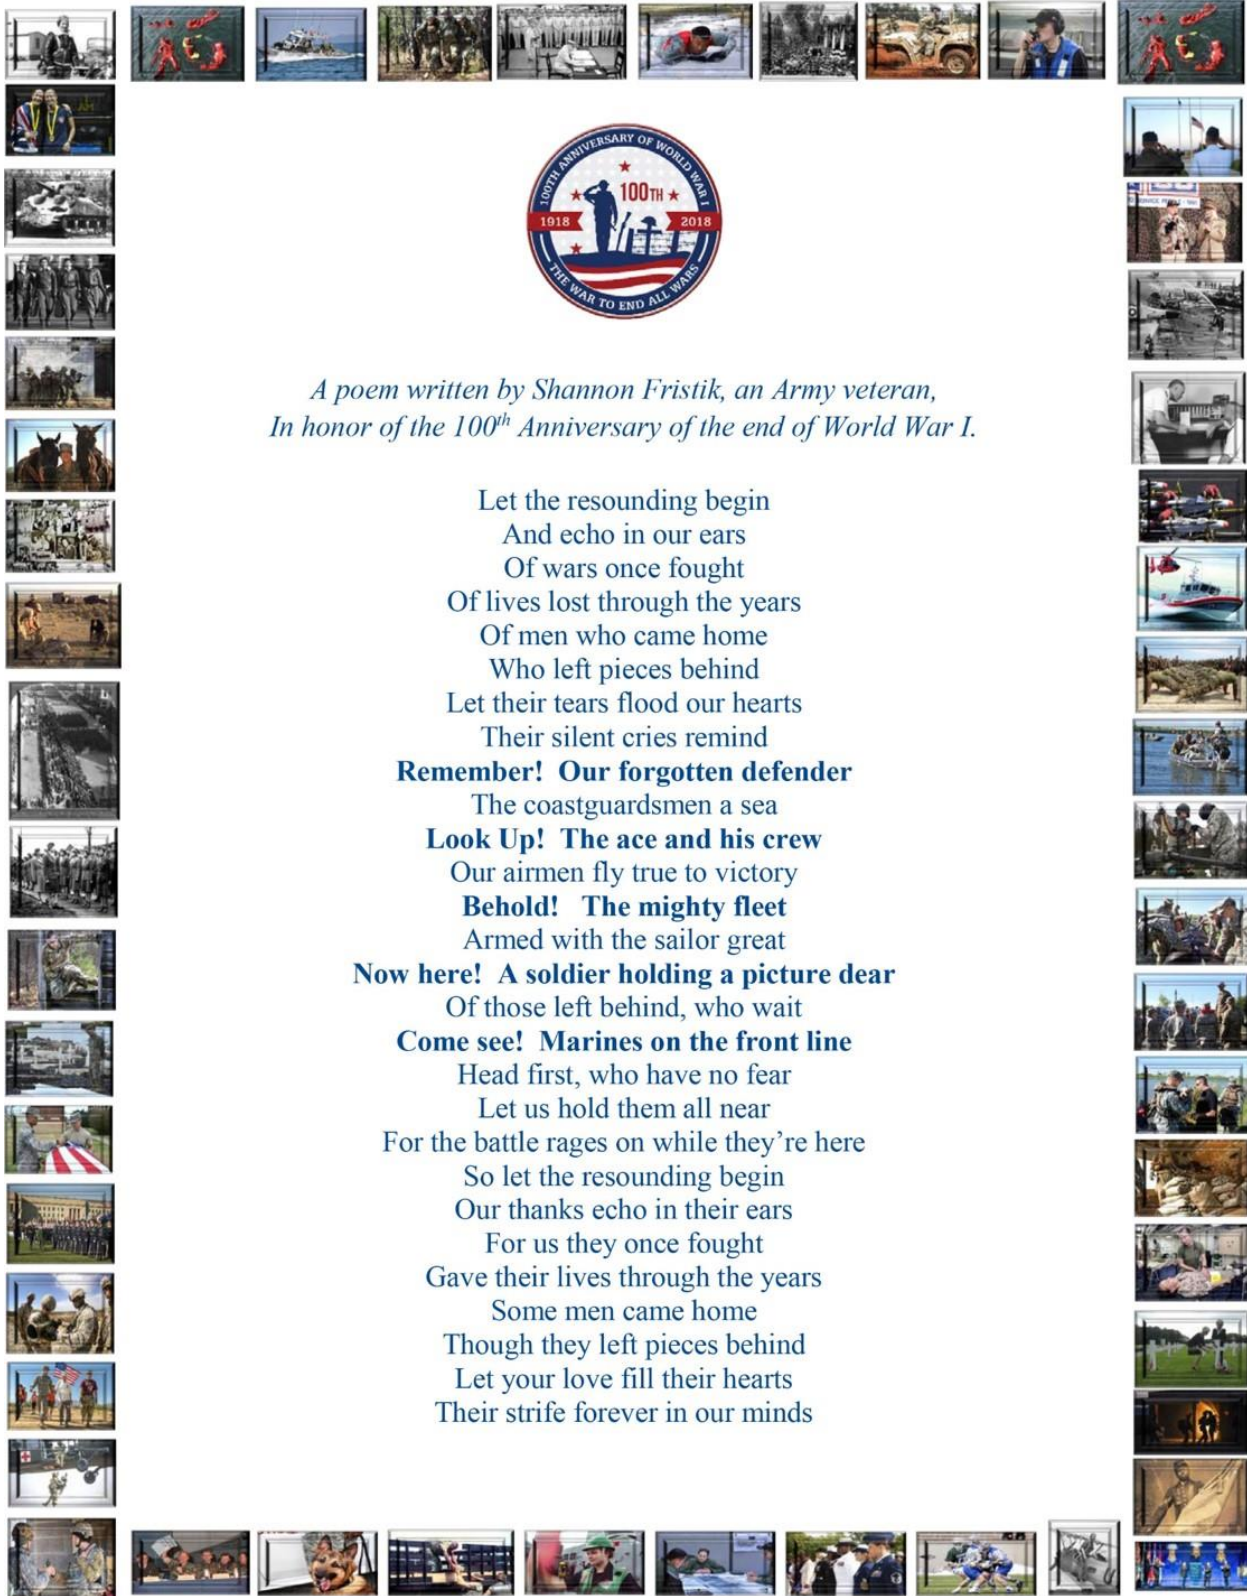 100TH ANNIVERSARY OF WORLD WAR I
100TH
1918 2018
THE WAR TO END ALL WARS
A poem written by Shannon Fristik, an Army veteran,
In honor of the 100th Anniversary of the end of World War I.
Let the resounding begin
And echo in our ears
Of wars once fought
Of lives lost through the years
Of men who came home
Who left pieces behind
Let their tears flood our hearts
Their silent cries remind
Remember!  Our forgotten defender
The coastguardsmen a sea
Look Up!  The ace and his crew
Our airmen fly true to victory
Behold!   The mighty fleet
Armed with the sailor great
Now here!  A soldier holding a picture dear
Of those left behind, who wait
Come see!  Marines on the front line
Head first, who have no fear
Let us hold them all near
For the battle rages on while they’re here
So let the resounding begin
Our thanks echo in their ears
For us they once fought
Gave their lives through the years
Some men came home
Though they left pieces behind
Let your love fill their hearts
Their strife forever in our minds